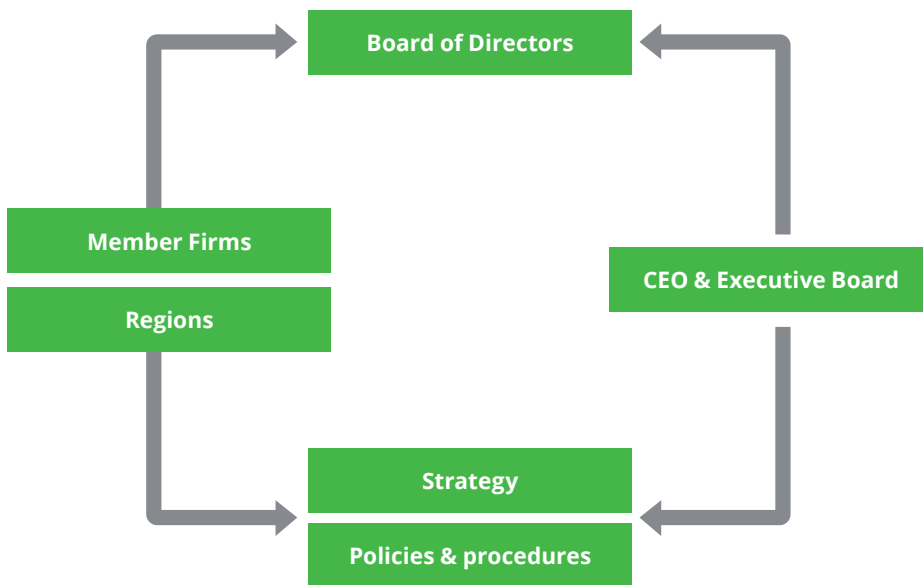 Board of Directors
Member Firms
Regions
CEO & Executive Board
Strategy
Policies & procedures